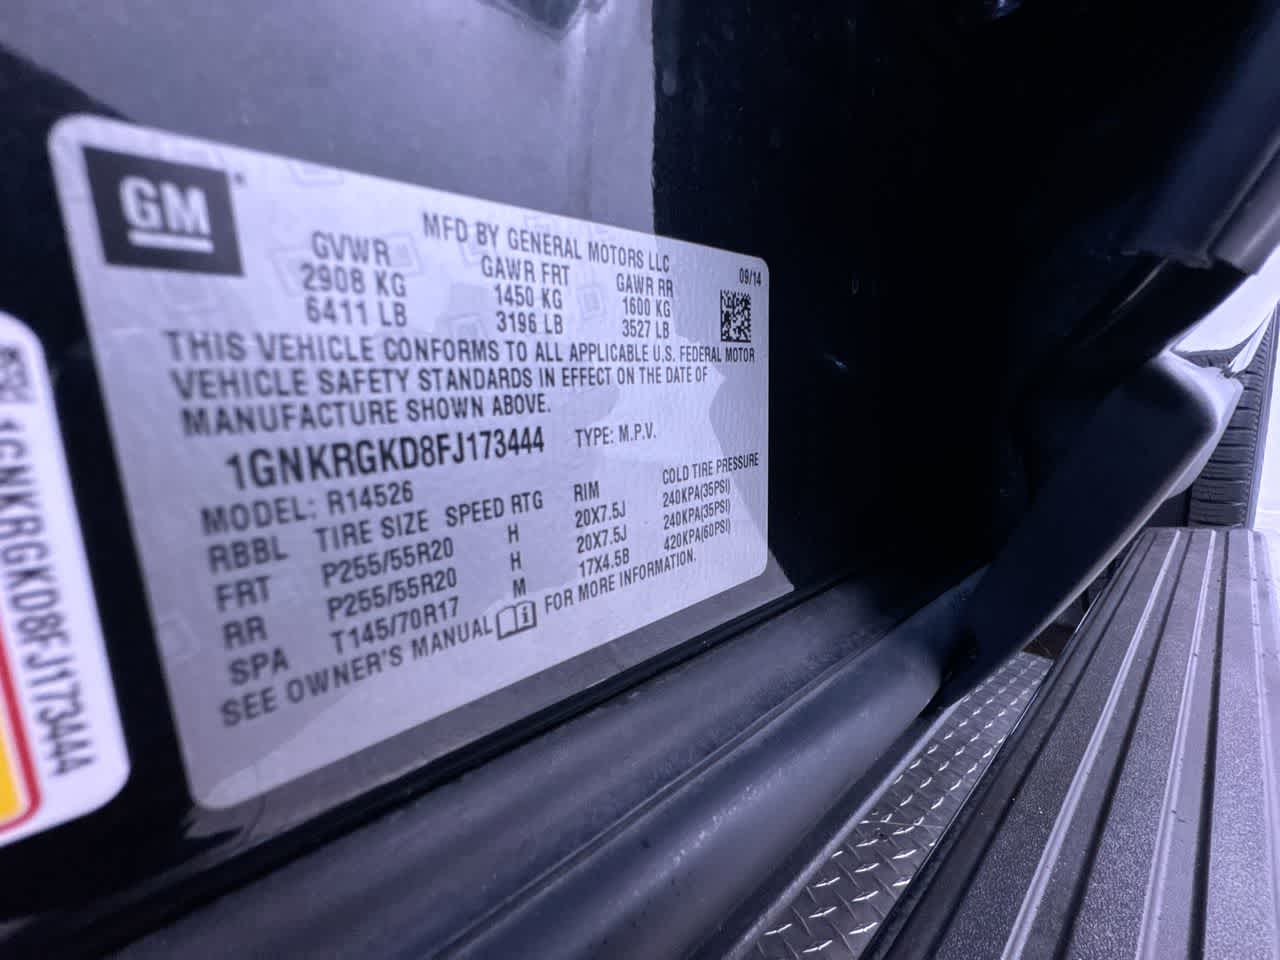 GM
MFD BY GENERAL MOTORS LLC
09/14
GVWR GAWR FRT GAWR RR
2908 KG 1450 KG 1600 KG
6411 LB 3196 LB 3527 LB
THIS VEHICLE CONFORMS TO ALL APPLICABLE U.S. FEDERAL MOTOR
VEHICLE SAFETY STANDARDS IN EFFECT ON THE DATE OF
MANUFACTURE SHOWN ABOVE.
1GNKRGKD8FJ173444 TYPE: M.P.V.
MODEL: R14526
RBBL TIRE SIZE SPEED RTG RIM COLD TIRE PRESSURE
FRT P255/55R20 H 20X7.5J 240KPA(35PSI)
RR P255/55R20 H 20X7.5J 240KPA(35PSI)
SPA T145/70R17 M 17X4.5B 420KPA(60PSI)
SEE OWNER'S MANUAL FOR MORE INFORMATION.
1GNKRGKD8FJ173444